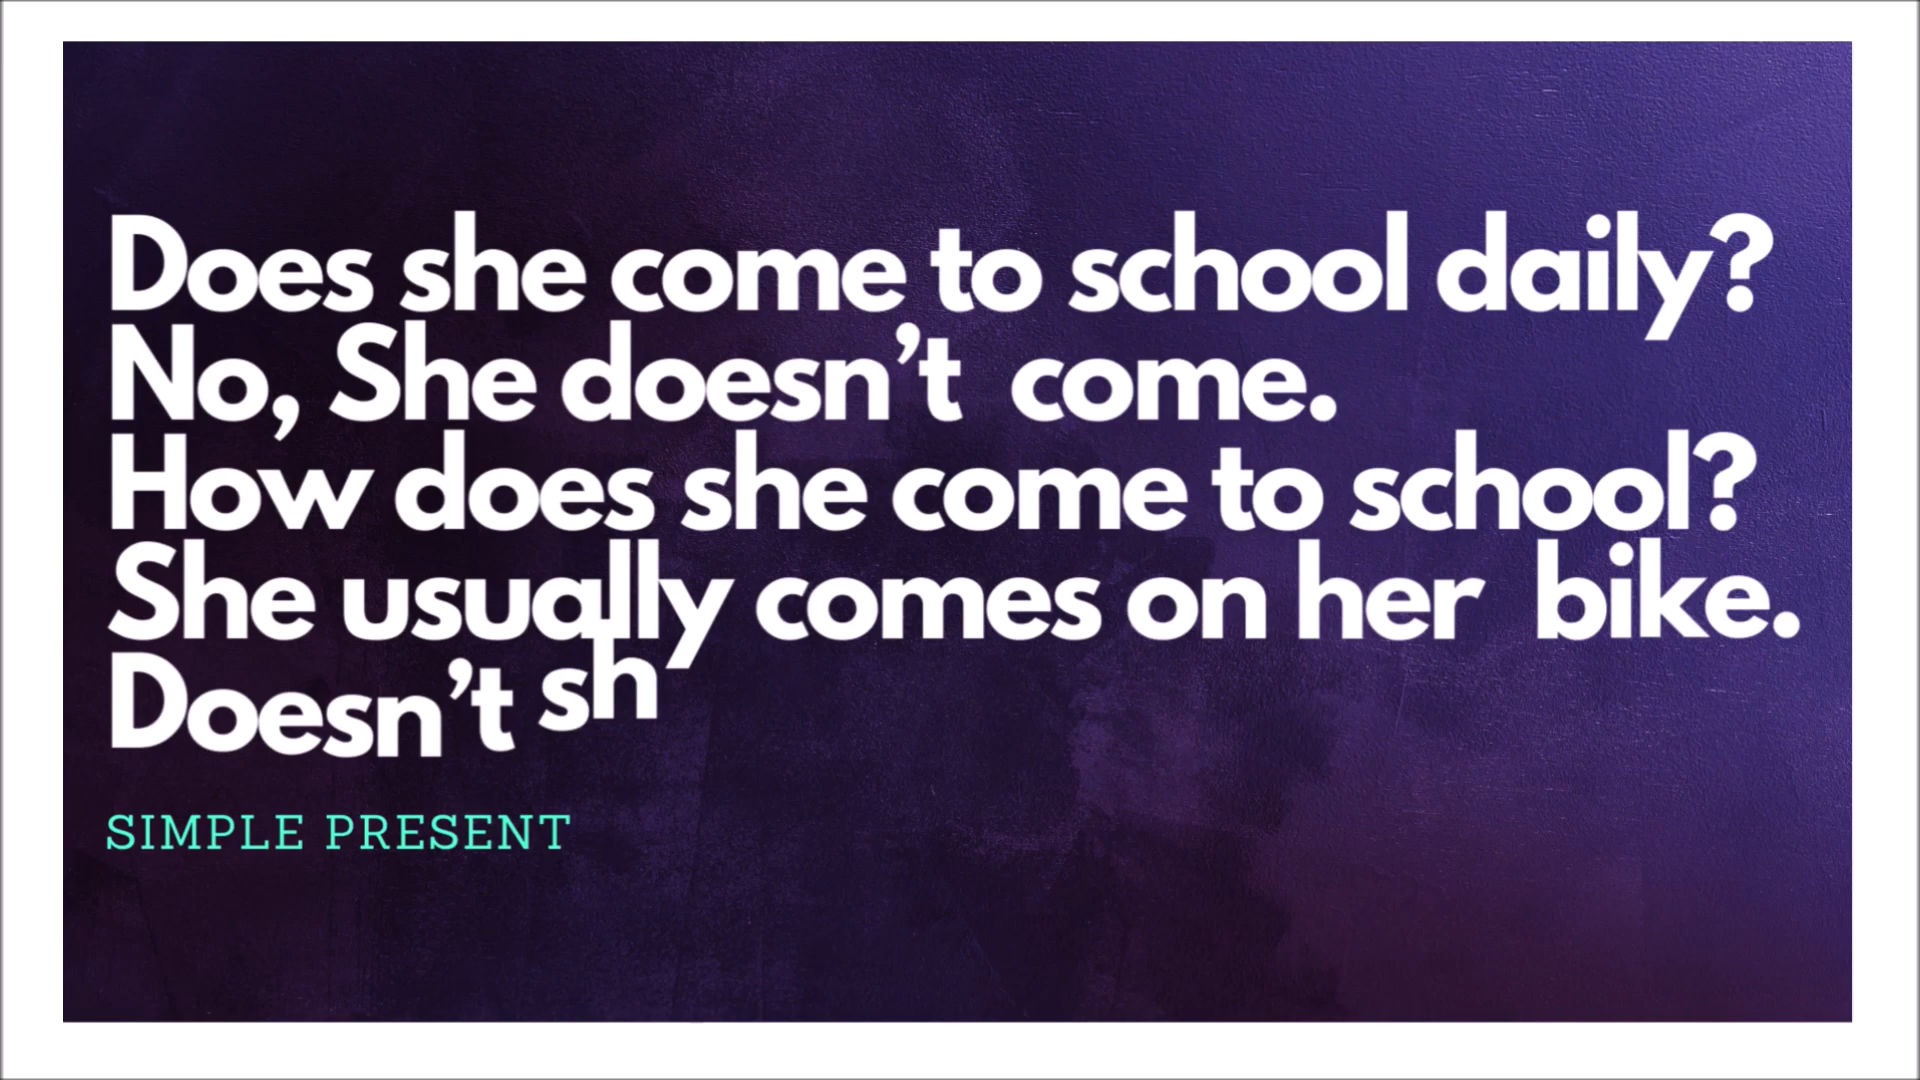 Does she come to school daily?
No, She doesn’t come.
How does she come to school?
She usually comes on her bike.
Doesn’t sh
SIMPLE PRESENT